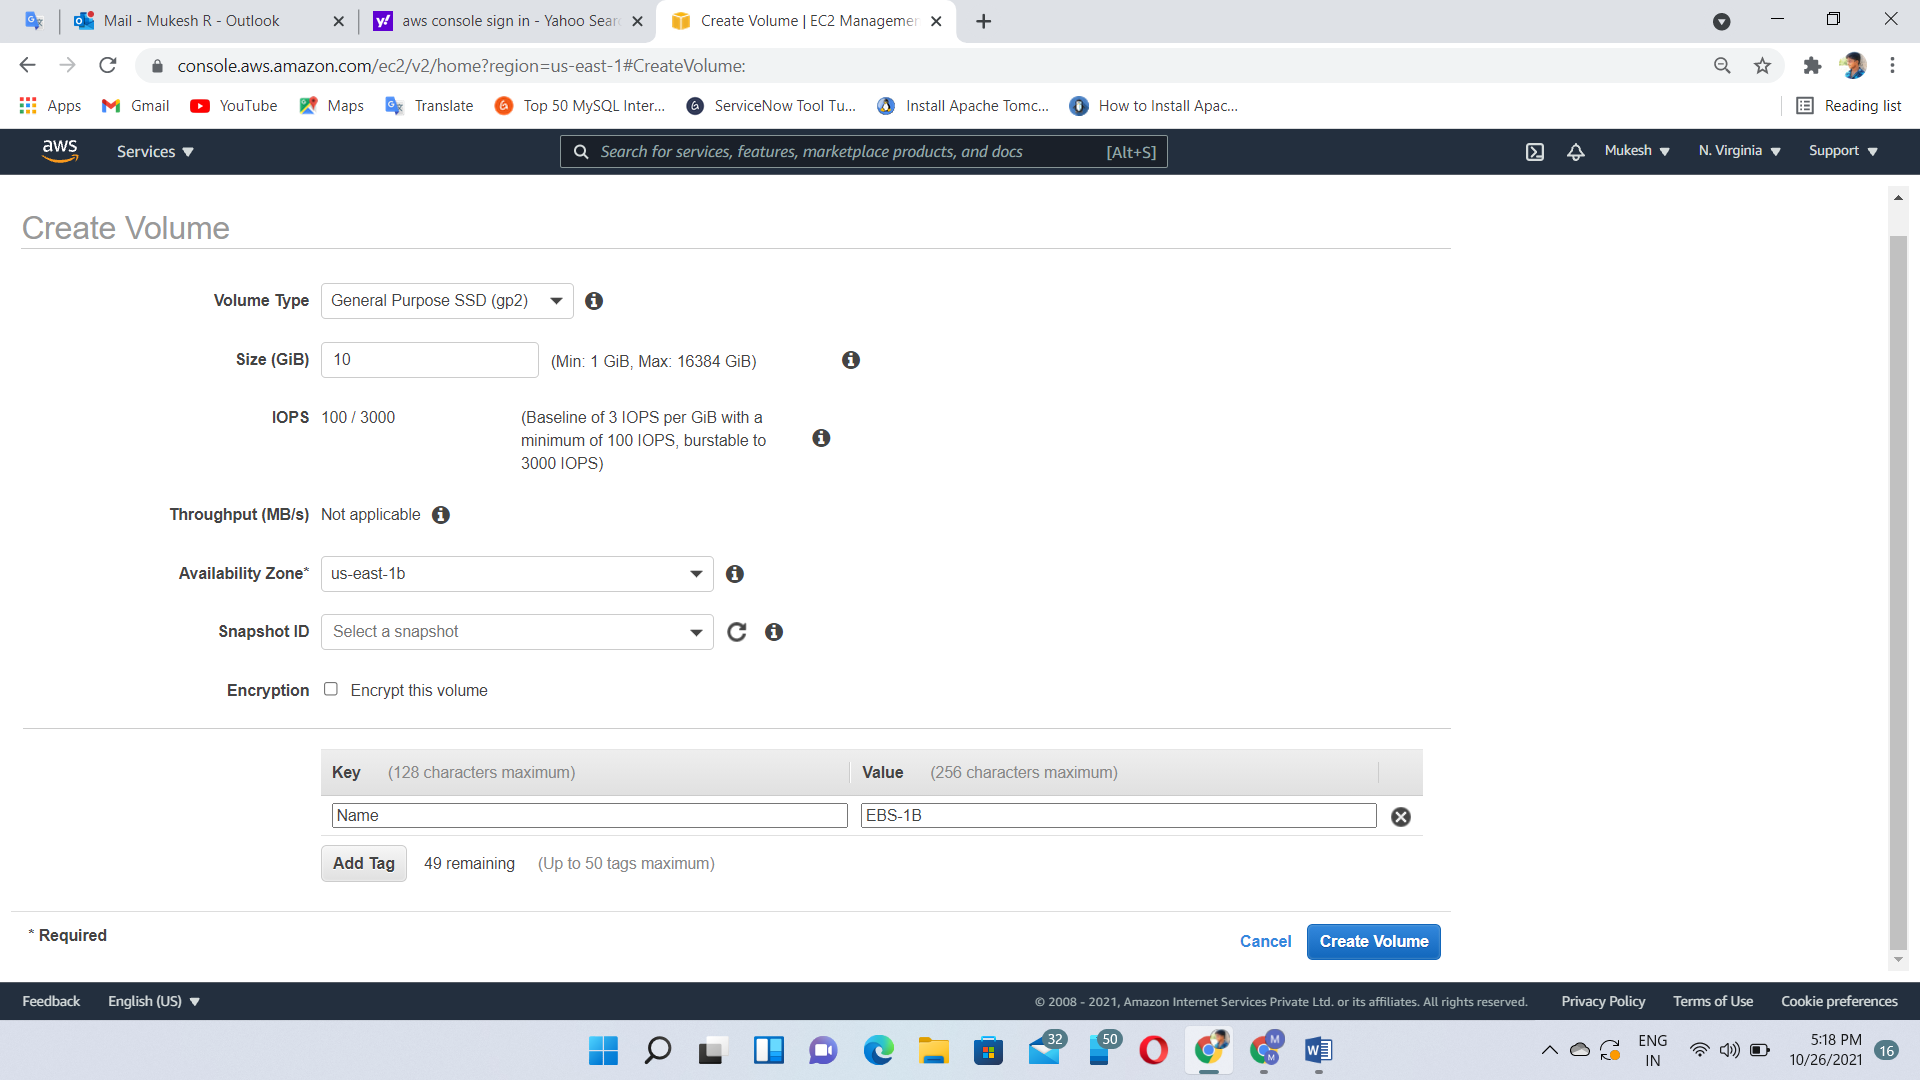 Mail - Mukesh R - Outlook
aws console sign in - Yahoo Sear
Create Volume | EC2 Managemen
console.aws.amazon.com/ec2/v2/home?region=us-east-1#CreateVolume:
Apps Gmail YouTube Maps Translate Top 50 MySQL Inter... ServiceNow Tool Tu... Install Apache Tomc... How to Install Apac... Reading list
aws Services Search for services, features, marketplace products, and docs [Alt+S] Mukesh N. Virginia Support
Create Volume
Volume Type General Purpose SSD (gp2)
Size (GiB) 10 (Min: 1 GiB, Max: 16384 GiB)
IOPS 100 / 3000 (Baseline of 3 IOPS per GiB with a
minimum of 100 IOPS, burstable to
3000 IOPS)
Throughput (MB/s) Not applicable
Availability Zone* us-east-1b
Snapshot ID Select a snapshot
Encryption Encrypt this volume
Key (128 characters maximum) Value (256 characters maximum)
Name EBS-1B
Add Tag 49 remaining (Up to 50 tags maximum)
* Required Cancel Create Volume
Feedback English (US) © 2008 - 2021, Amazon Internet Services Private Ltd. or its affiliates. All rights reserved. Privacy Policy Terms of Use Cookie preferences
32 50 M M ENG 5:18 PM
IN 10/26/2021 16